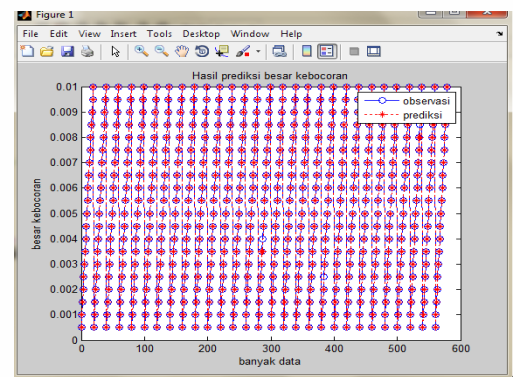 Figure 1
File Edit View Insert Tools Desktop Window Help
Hasil prediksi besar kebocoran
observasi
prediksi
0.01
0.009
0.008
0.007
0.006
0.005
0.004
0.003
0.002
0.001
0
besar kebocoran
0 100 200 300 400 500 600
banyak data